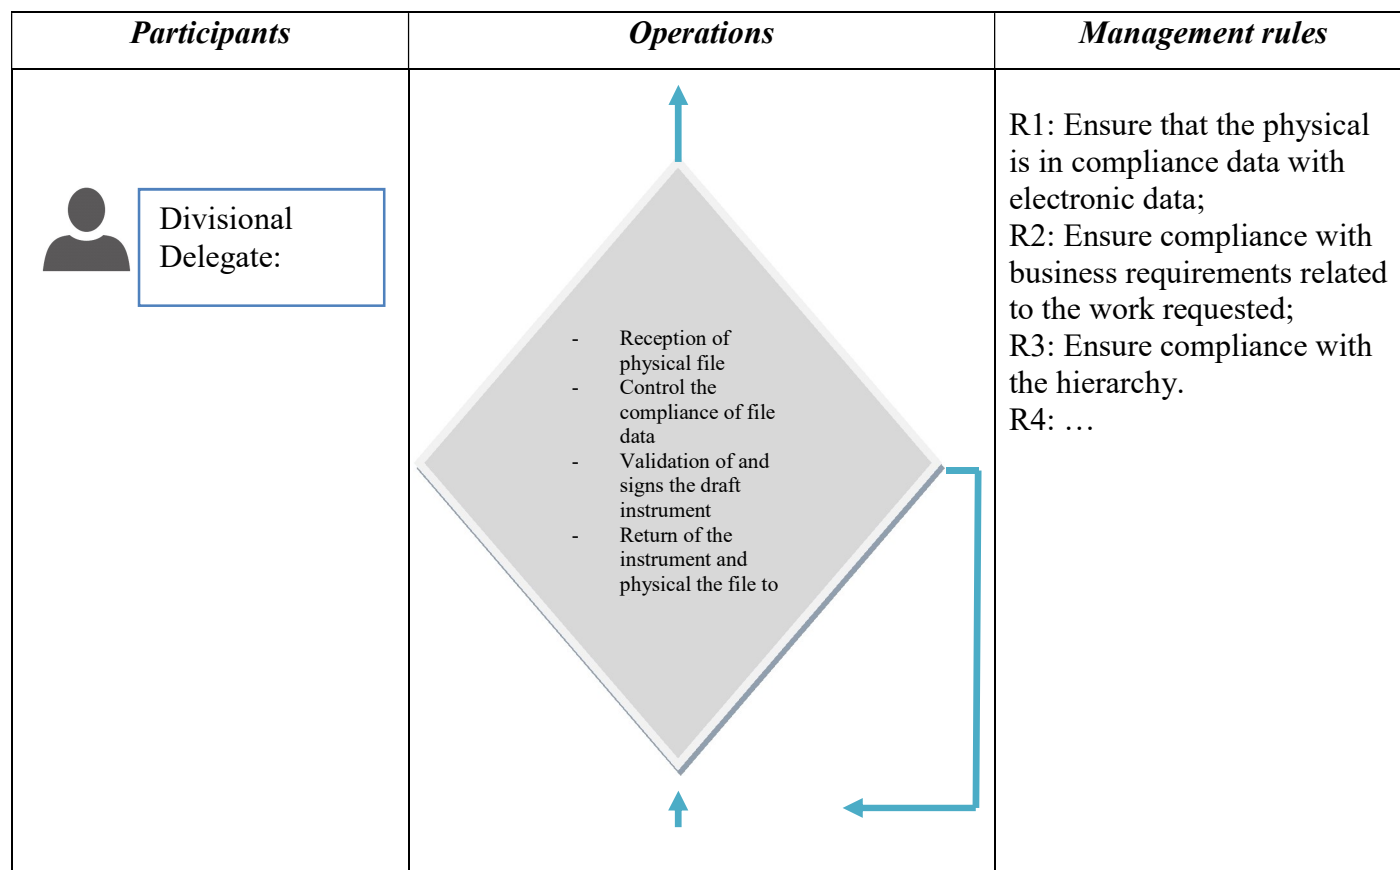 Participants
Operations
Management rules
Divisional
Delegate:
- Reception of
physical file
- Control the
compliance of file
data
- Validation of and
signs the draft
instrument
- Return of the
instrument and
physical the file to
R1: Ensure that the physical
is in compliance data with
electronic data;
R2: Ensure compliance with
business requirements related
to the work requested;
R3: Ensure compliance with
the hierarchy.
R4: …